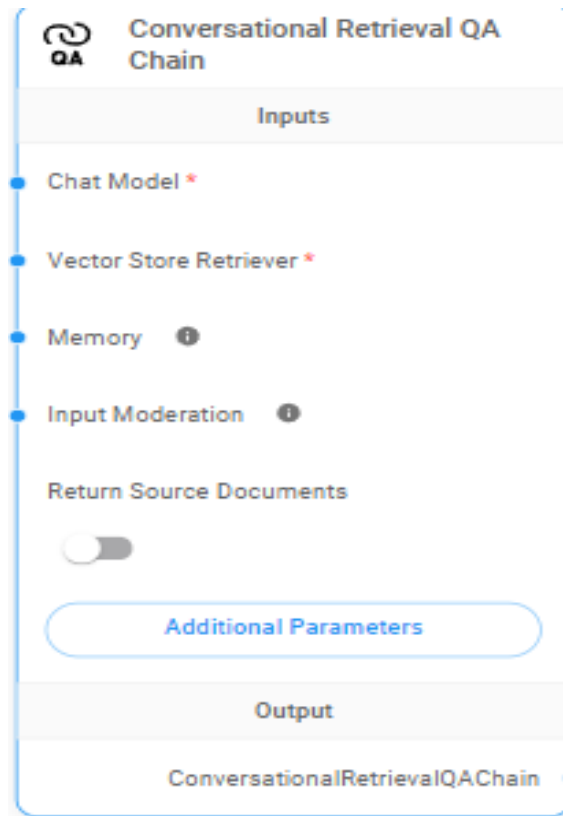 Conversational Retrieval QA
Chain
QA
Inputs
Chat Model *
Vector Store Retriever *
Memory
Input Moderation
Return Source Documents
Additional Parameters
Output
ConversationalRetrievalQAChain